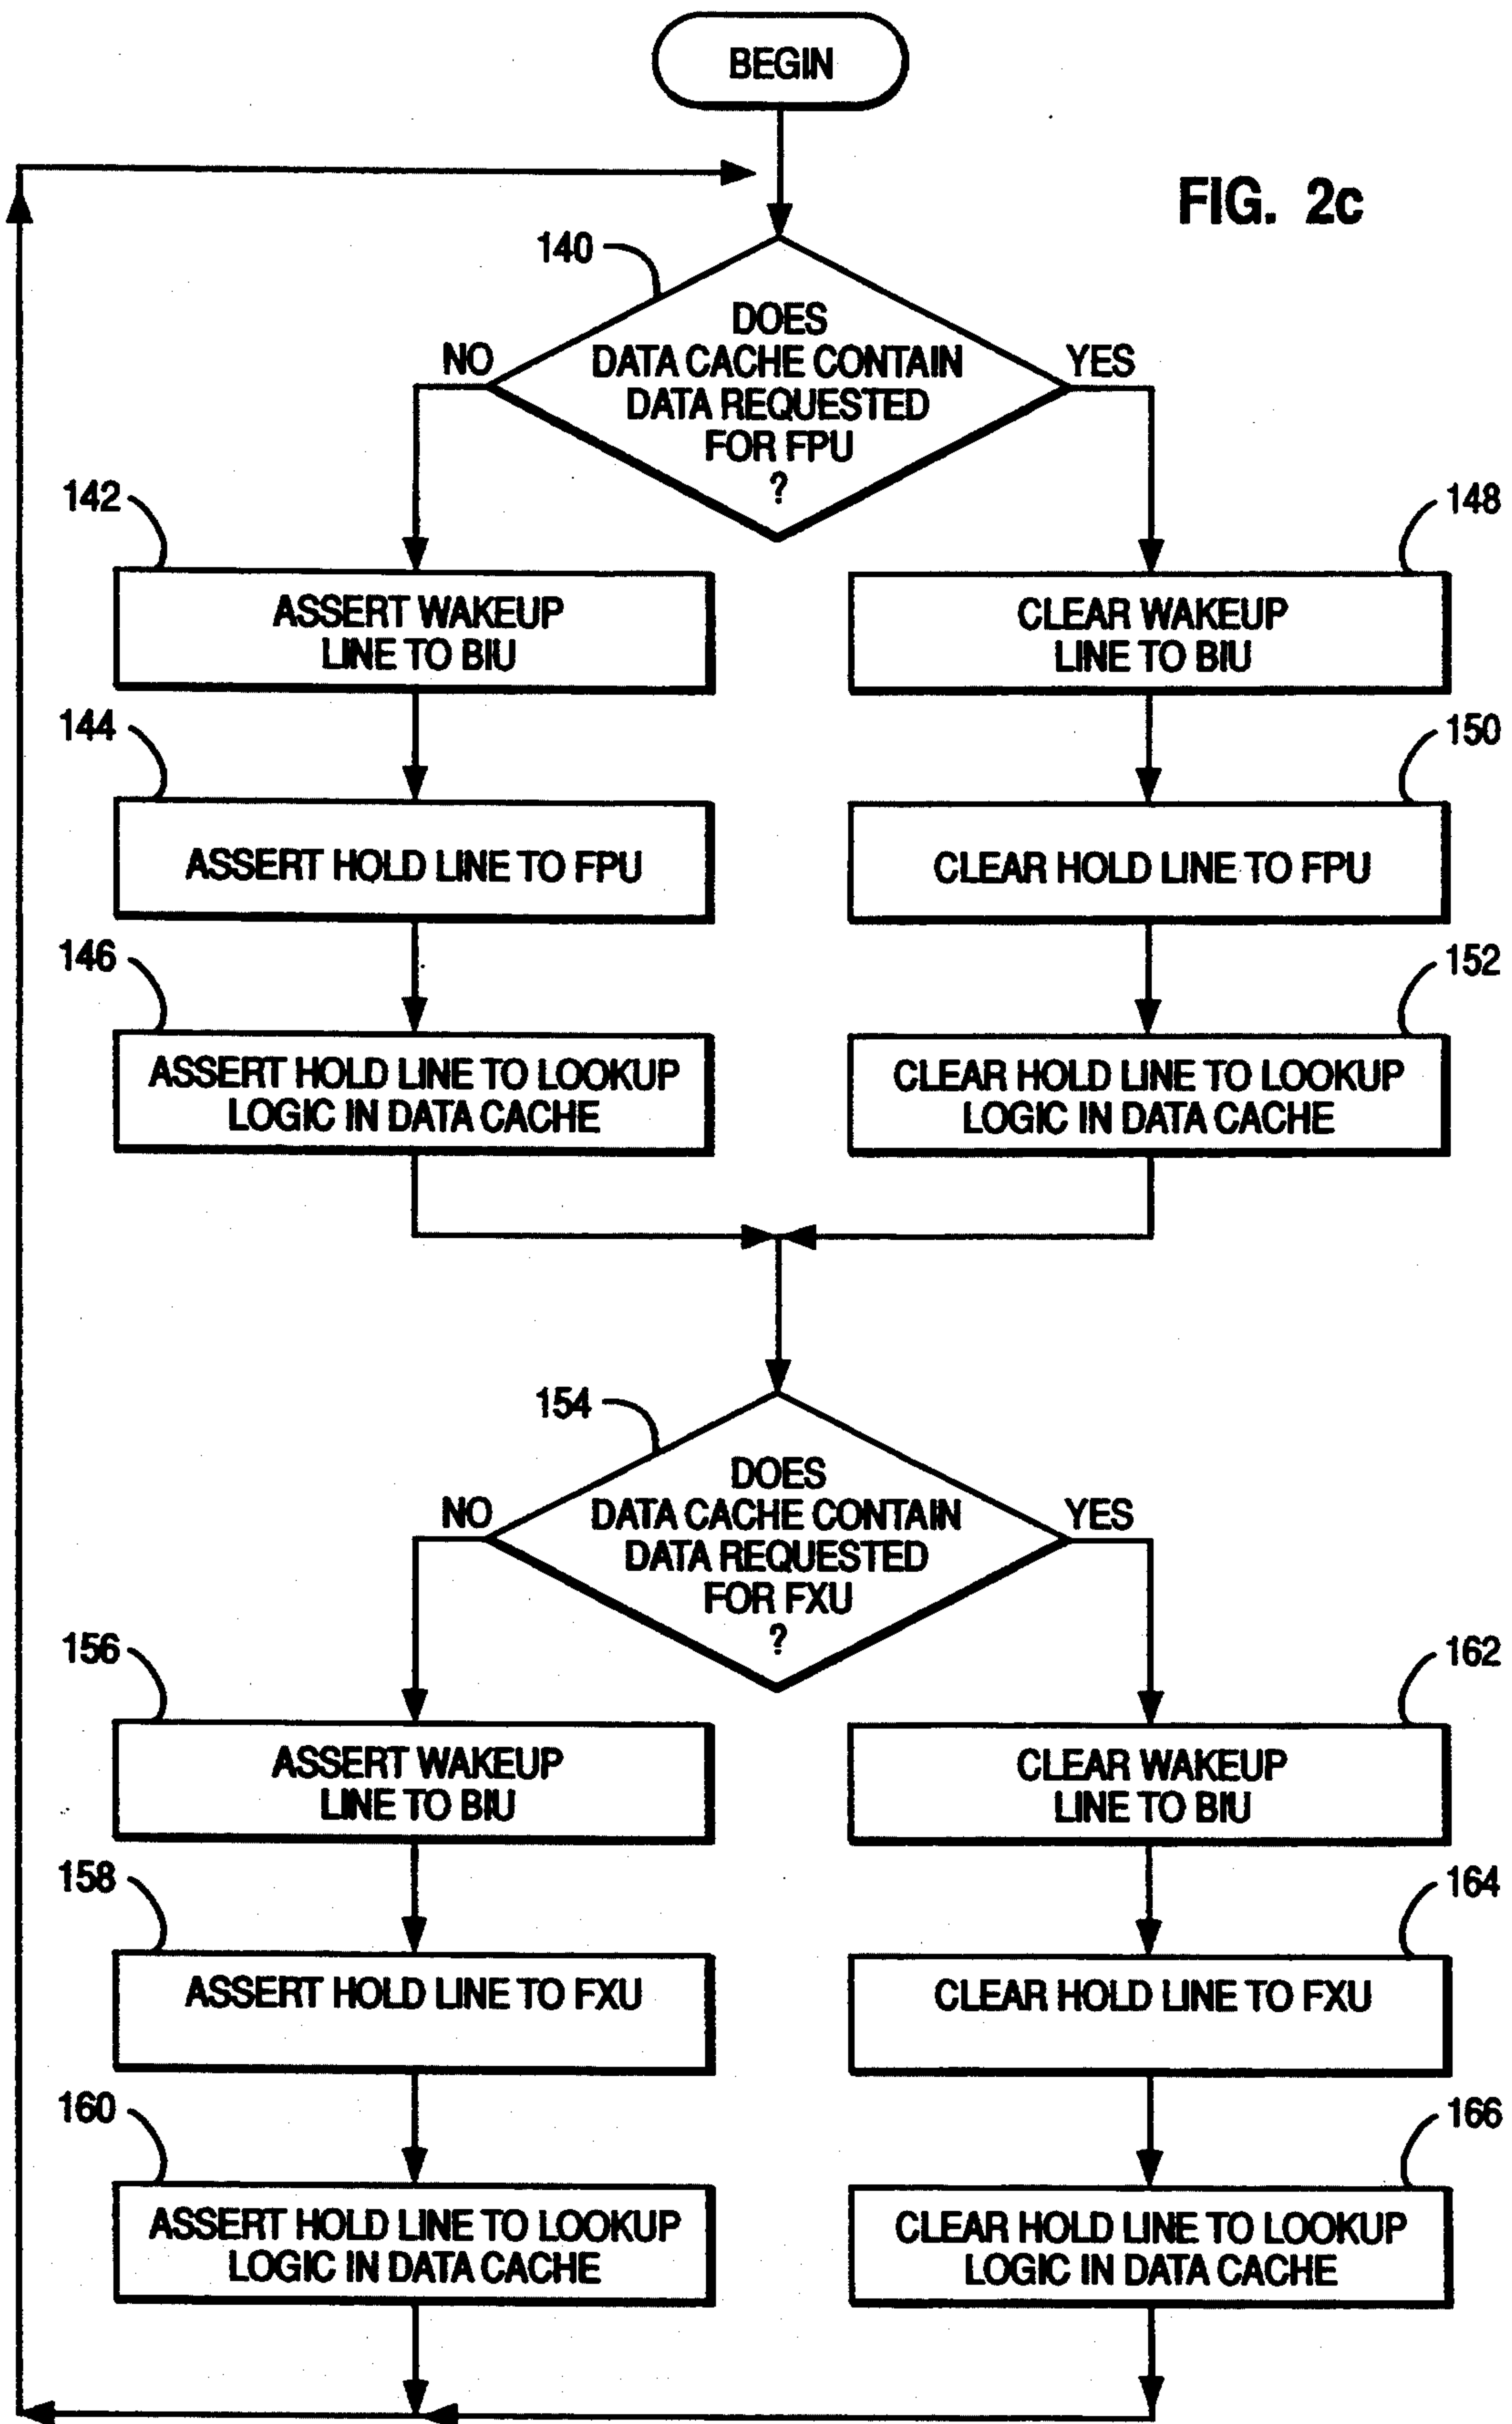 BEGIN
FIG. 2c
140
DOES
DATA CACHE CONTAIN
DATA REQUESTED
FOR FPU
?
NO
YES
142
ASSERT WAKEUP
LINE TO BIU
148
CLEAR WAKEUP
LINE TO BIU
144
ASSERT HOLD LINE TO FPU
150
CLEAR HOLD LINE TO FPU
146
ASSERT HOLD LINE TO LOOKUP
LOGIC IN DATA CACHE
152
CLEAR HOLD LINE TO LOOKUP
LOGIC IN DATA CACHE
154
DOES
DATA CACHE CONTAIN
DATA REQUESTED
FOR FXU
?
NO
YES
156
ASSERT WAKEUP
LINE TO BIU
162
CLEAR WAKEUP
LINE TO BIU
158
ASSERT HOLD LINE TO FXU
164
CLEAR HOLD LINE TO FXU
160
ASSERT HOLD LINE TO LOOKUP
LOGIC IN DATA CACHE
166
CLEAR HOLD LINE TO LOOKUP
LOGIC IN DATA CACHE